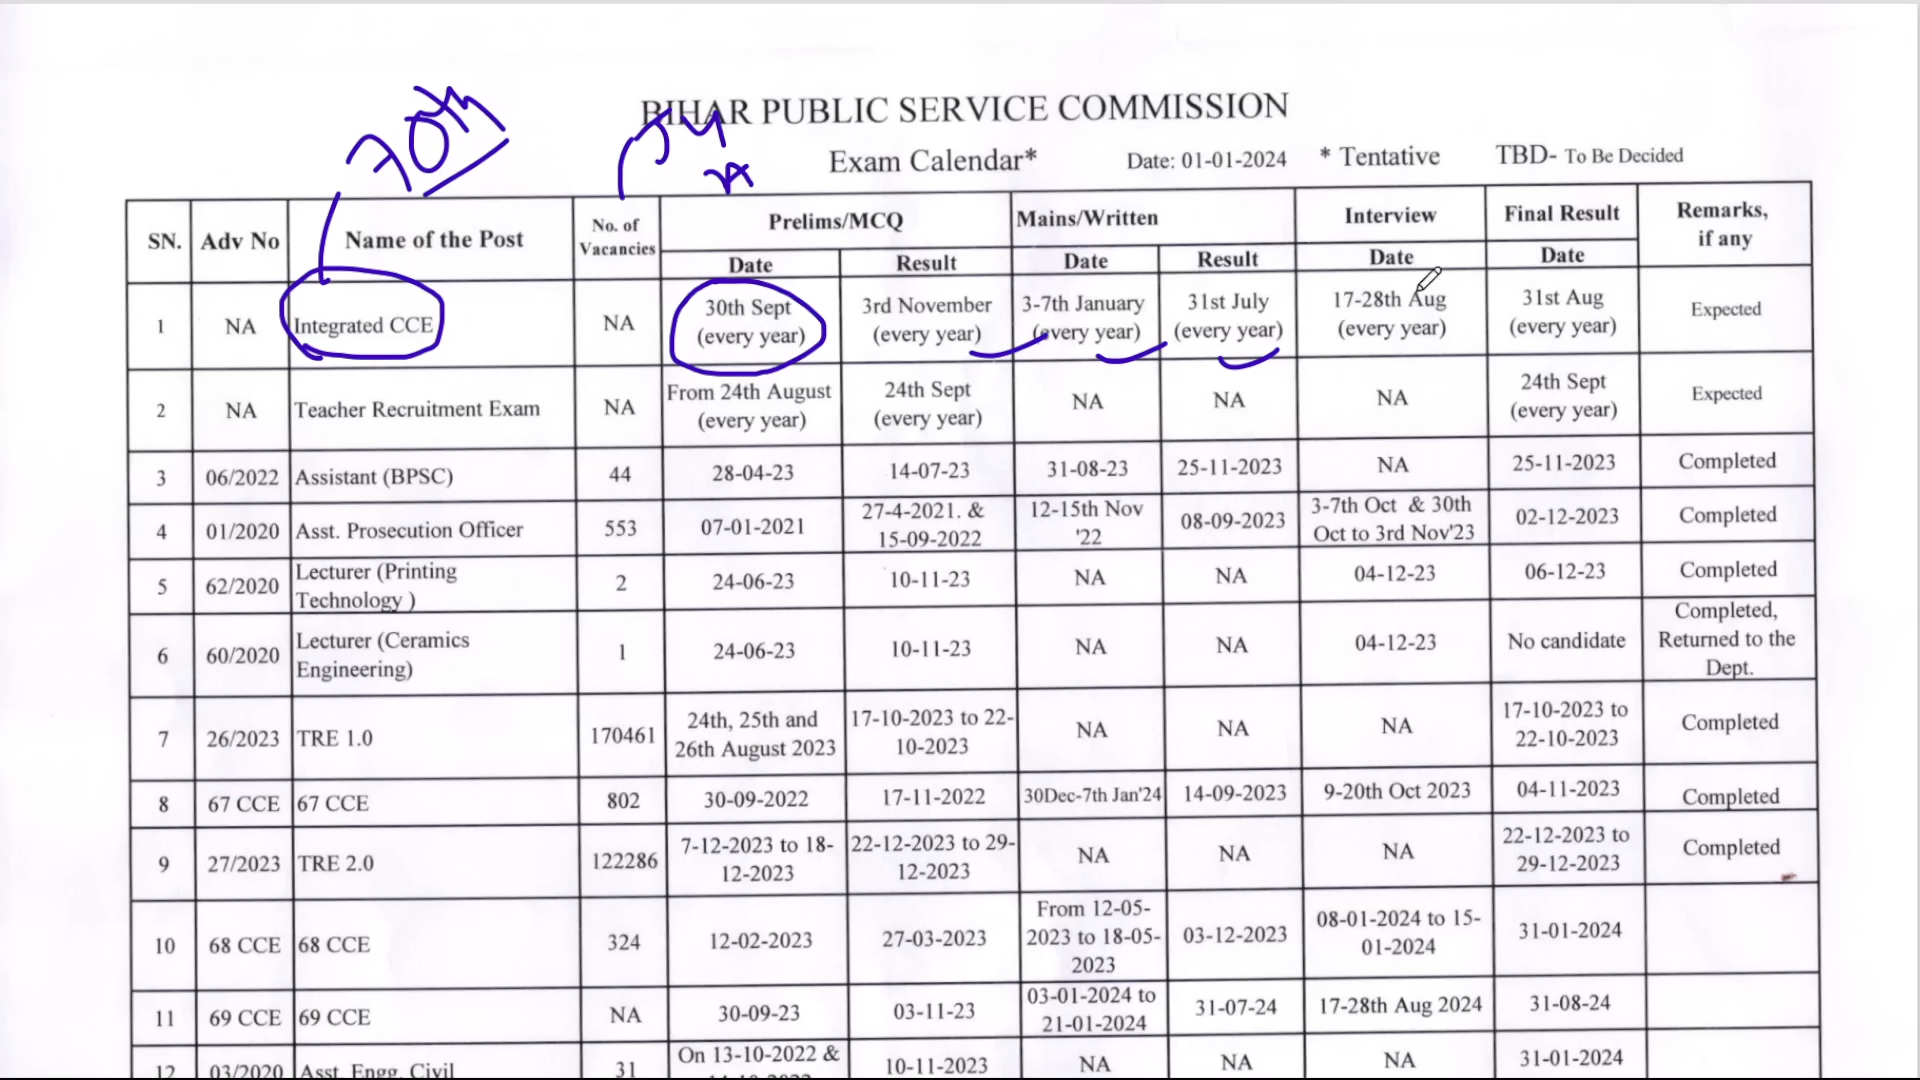 70th
BIHAR PUBLIC SERVICE COMMISSION
Exam Calendar* Date: 01-01-2024 * Tentative TBD- To Be Decided
SN. Adv No Name of the Post No. of Vacancies Prelims/MCQ Mains/Written Interview Final Result Remarks, if any
Date Result Date Result Date Date
1 NA Integrated CCE NA 30th Sept (every year) 3rd November (every year) 3-7th January (every year) 31st July (every year) 17-28th Aug (every year) 31st Aug (every year) Expected
2 NA Teacher Recruitment Exam NA From 24th August (every year) 24th Sept (every year) NA NA NA 24th Sept (every year) Expected
3 06/2022 Assistant (BPSC) 44 28-04-23 14-07-23 31-08-23 25-11-2023 NA 25-11-2023 Completed
4 01/2020 Asst. Prosecution Officer 553 07-01-2021 27-4-2021. & 15-09-2022 12-15th Nov '22 08-09-2023 3-7th Oct & 30th Oct to 3rd Nov'23 02-12-2023 Completed
5 62/2020 Lecturer (Printing Technology ) 2 24-06-23 10-11-23 NA NA 04-12-23 06-12-23 Completed
6 60/2020 Lecturer (Ceramics Engineering) 1 24-06-23 10-11-23 NA NA 04-12-23 No candidate Completed, Returned to the Dept.
7 26/2023 TRE 1.0 170461 24th, 25th and 26th August 2023 17-10-2023 to 22-10-2023 NA NA NA 17-10-2023 to 22-10-2023 Completed
8 67 CCE 67 CCE 802 30-09-2022 17-11-2022 30Dec-7th Jan'24 14-09-2023 9-20th Oct 2023 04-11-2023 Completed
9 27/2023 TRE 2.0 122286 7-12-2023 to 18-12-2023 22-12-2023 to 29-12-2023 NA NA NA 22-12-2023 to 29-12-2023 Completed
10 68 CCE 68 CCE 324 12-02-2023 27-03-2023 From 12-05-2023 to 18-05-2023 03-12-2023 08-01-2024 to 15-01-2024 31-01-2024
11 69 CCE 69 CCE NA 30-09-23 03-11-23 03-01-2024 to 21-01-2024 31-07-24 17-28th Aug 2024 31-08-24
12 03/2020 Asst. Engg. Civil 31 On 13-10-2022 & 10-11-2023 NA NA NA 31-01-2024